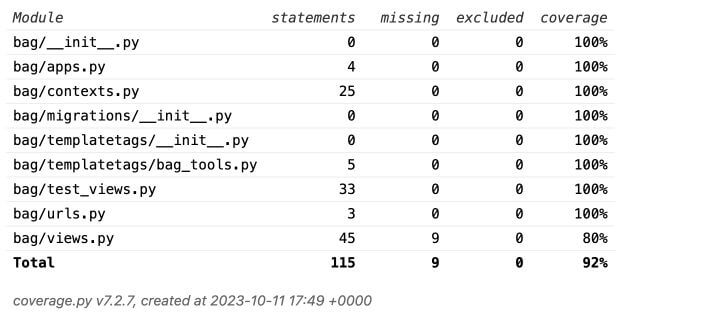 Module statements missing excluded coverage
bag/__init__.py 0 0 0 100%
bag/apps.py 4 0 0 100%
bag/contexts.py 25 0 0 100%
bag/migrations/__init__.py 0 0 0 100%
bag/templatetags/__init__.py 0 0 0 100%
bag/templatetags/bag_tools.py 5 0 0 100%
bag/test_views.py 33 0 0 100%
bag/urls.py 3 0 0 100%
bag/views.py 45 9 0 80%
Total 115 9 0 92%
coverage.py v7.2.7, created at 2023-10-11 17:49 +0000